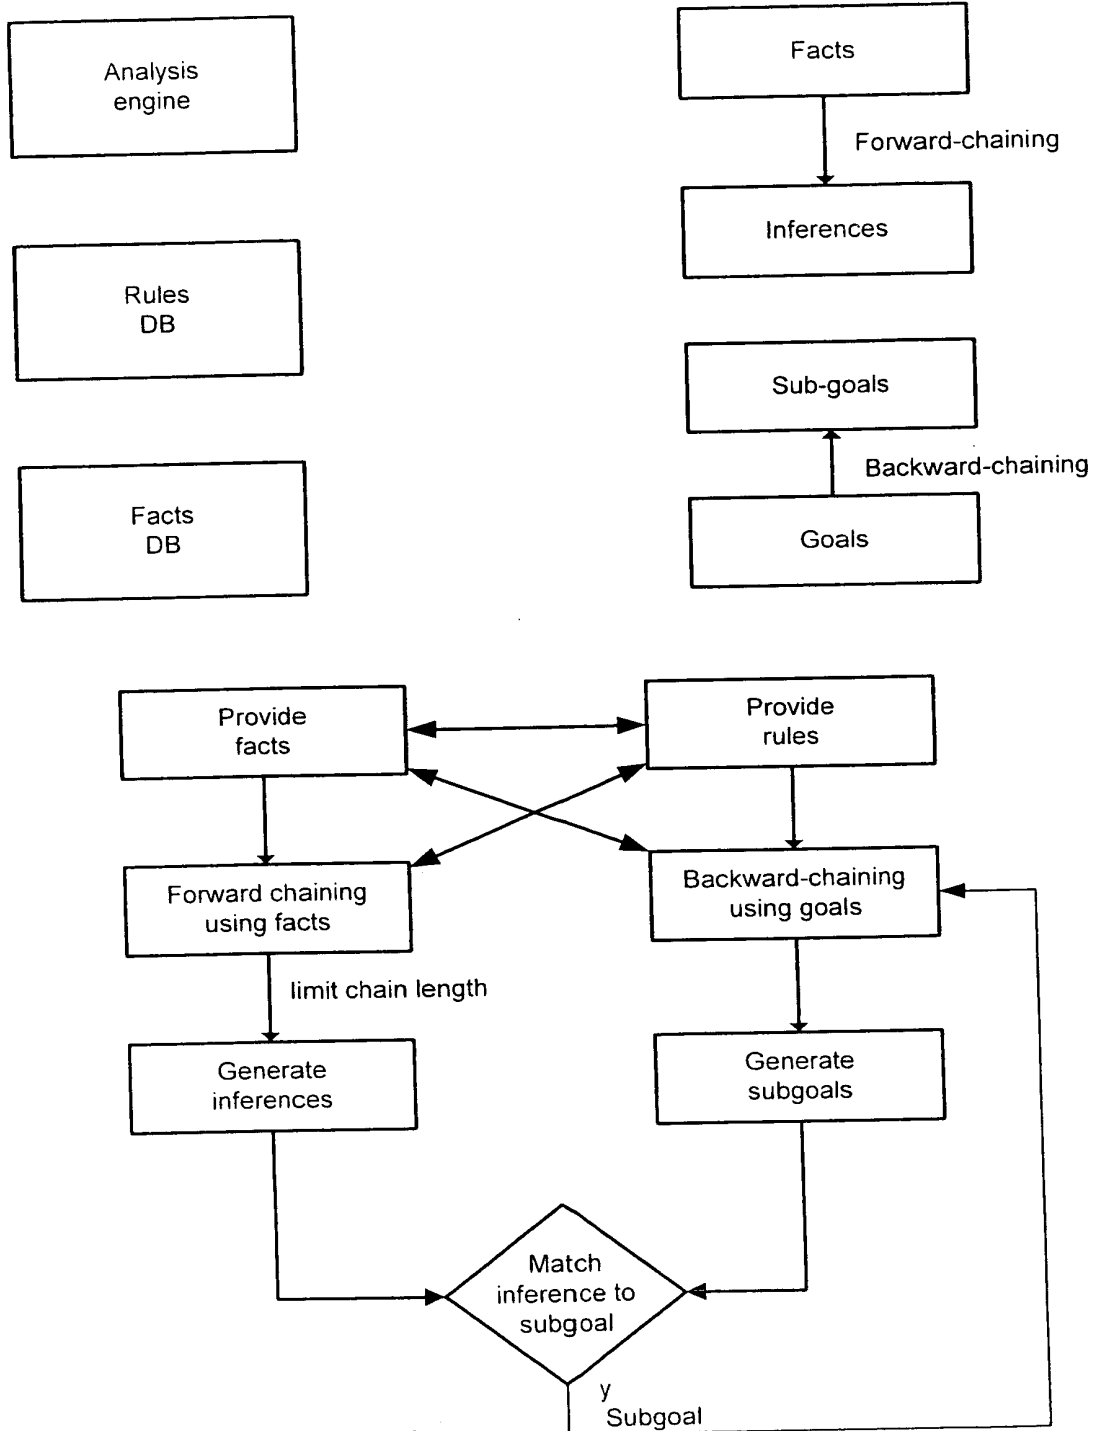 Analysis
engine
Facts
Forward-chaining
Inferences
Rules
DB
Sub-goals
Backward-chaining
Facts
DB
Goals
Provide
facts
Provide
rules
Forward chaining
using facts
Backward-chaining
using goals
limit chain length
Generate
inferences
Generate
subgoals
Match
inference to
subgoal
y
Subgoal